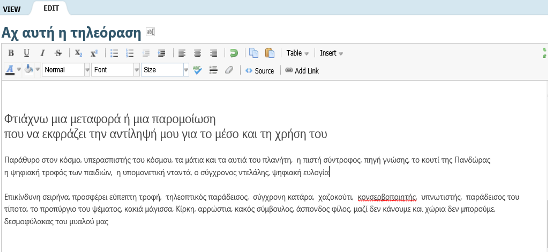 VIEW EDIT
Αχ αυτή η τηλεόραση
B U I S X₂ X² Table Insert
A Normal Font Size Source Add Link
Φτιάχνω μια μεταφορά ή μια παρομοίωση
που να εκφράζει την αντίληψή μου για το μέσο και τη χρήση του
Παράθυρο στον κόσμο, υπερασπιστής του κόσμου, τα μάτια και τα αυτιά του πλανήτη, η πιστή σύντροφος, πηγή γνώσης, το κουτί της Πανδώρας
η ψηφιακή τροφός των παιδιών, η υπομονετική νταντά, ο σύγχρονος ντελάλης, ψηφιακή ευλογία
Επικίνδυνη σειρήνα, προσφέρει εύπεπτη τροφή, τηλεοπτικός παράδεισος, σύγχρονη κατάρα, χαζοκούτι, κονσερβοποιητής, υπνωτιστής, παράδεισος του
τίποτα, το προπύργιο του ψέματος, κακιά μάγισσα, Κίρκη, αρρώστια, κακός σύμβουλος, άσπονδος φίλος, μαζί δεν κάνουμε και χώρια δεν μπορούμε,
δεσμοφύλακας του μυαλού μας